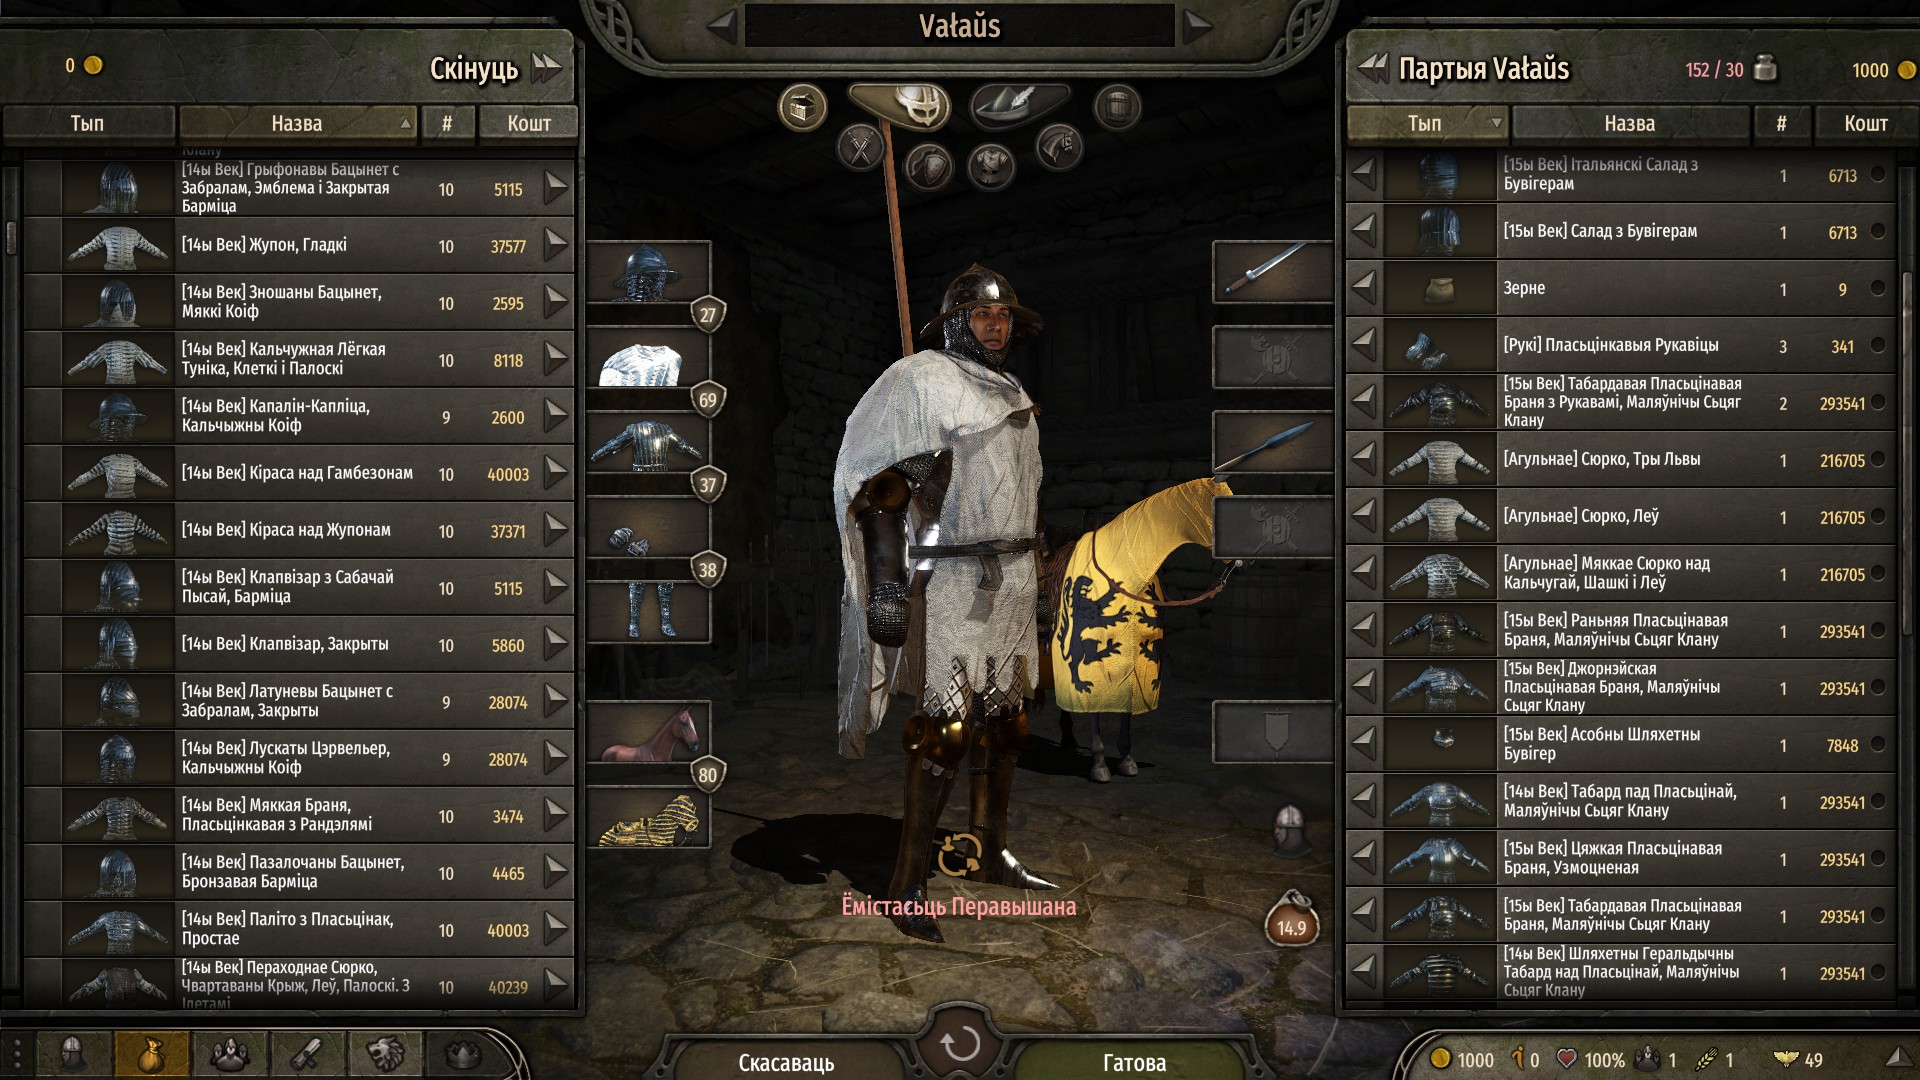 Vałaŭs
0
Скінуць
Тып
Назва
#
Кошт
Клану
[14ы Век] Грыфонавы Бацынет с
Забралам, Эмблема і Закрытая
Барміца
10
5115
[14ы Век] Жупон, Гладкі
10
37577
[14ы Век] Зношаны Бацынет,
Мяккі Коіф
10
2595
[14ы Век] Кальчужная Лёгкая
Туніка, Клеткі і Палоскі
10
8118
[14ы Век] Капалін-Капліца,
Кальчыжны Коіф
9
2600
[14ы Век] Кіраса над Гамбезонам
10
40003
[14ы Век] Кіраса над Жупонам
10
37371
[14ы Век] Клапвізар з Сабачай
Пысай, Барміца
10
5115
[14ы Век] Клапвізар, Закрыты
10
5860
[14ы Век] Латуневы Бацынет с
Забралам, Закрыты
9
28074
[14ы Век] Лускаты Цэрвельер,
Кальчыжны Коіф
9
28074
[14ы Век] Мяккая Браня,
Пласьцінкавая з Рандэлямі
10
3474
[14ы Век] Пазалочаны Бацынет,
Бронзавая Барміца
10
4465
[14ы Век] Паліто з Пласьцінак,
Простае
10
40003
[14ы Век] Пераходнае Сюрко,
Чвартаваны Крыж, Леў, Палоскі. З
Ілетамі
10
40239
27
69
37
38
80
14.9
Ёмістасьць Перавышана
Скасаваць
Гатова
Партыя Vałaŭs
152 / 30
1000
Тып
Назва
#
Кошт
[15ы Век] Італьянскі Салад з
Бувігерам
1
6713
[15ы Век] Салад з Бувігерам
1
6713
Зерне
1
9
[Рукі] Пласьцінкавыя Рукавіцы
3
341
[15ы Век] Табардавая Пласьцінавая
Браня з Рукавамі, Маляўнічы Сьцяг
Клану
2
293541
[Агульнае] Сюрко, Тры Львы
1
216705
[Агульнае] Сюрко, Леў
1
216705
[Агульнае] Мяккае Сюрко над
Кальчугай, Шашкі і Леў
1
216705
[15ы Век] Раньняя Пласьцінавая
Браня, Маляўнічы Сьцяг Клану
1
293541
[15ы Век] Джорнэйская
Пласьцінавая Браня, Маляўнічы
Сьцяг Клану
1
293541
[15ы Век] Асобны Шляхетны
Бувігер
1
7848
[14ы Век] Табард пад Пласьцінай,
Маляўнічы Сьцяг Клану
1
293541
[15ы Век] Цяжкая Пласьцінавая
Браня, Узмоцненая
1
293541
[15ы Век] Табардавая Пласьцінавая
Браня, Маляўнічы Сьцяг Клану
1
293541
[14ы Век] Шляхетны Геральдычны
Табард над Пласьцінай, Маляўнічы
Сьцяг Клану
1
293541
1000
0
100%
1
1
49